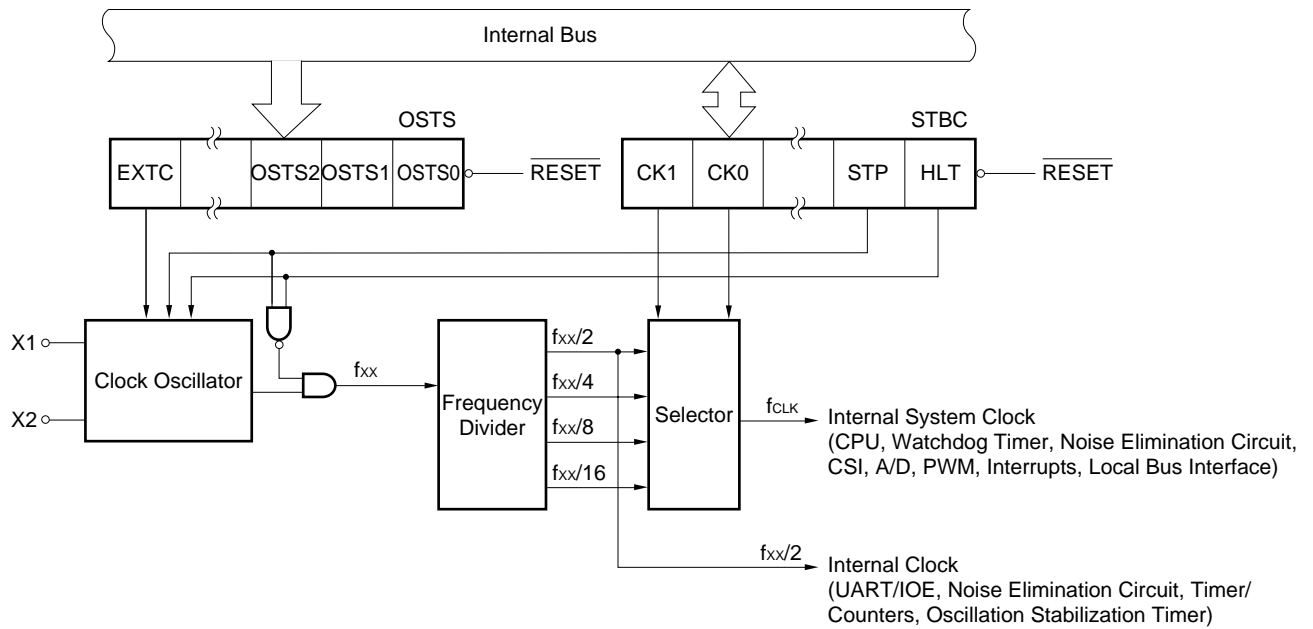 Internal Bus
OSTS
STBC
EXTC
OSTS2
OSTS1
OSTS0
RESET
CK1
CK0
STP
HLT
RESET
X1
X2
Clock Oscillator
fXX
Frequency
Divider
fXX/2
fXX/4
fXX/8
fXX/16
Selector
fCLK
Internal System Clock
(CPU, Watchdog Timer, Noise Elimination Circuit,
CSI, A/D, PWM, Interrupts, Local Bus Interface)
fXX/2
Internal Clock
(UART/IOE, Noise Elimination Circuit, Timer/
Counters, Oscillation Stabilization Timer)